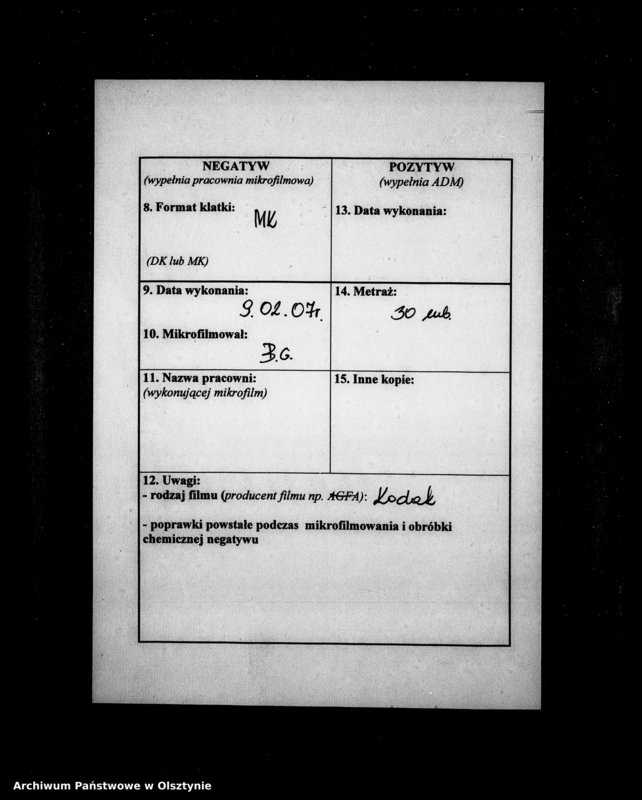 NEGATYW
(wypełnia pracownia mikrofilmowa)
8. Format klatki:
MK
(DK lub MK)
POZYTYW
(wypełnia ADM)
13. Data wykonania:
9. Data wykonania:
9.02.07r.
10. Mikrofilmował:
B.G.
14. Metraż:
30 mb.
11. Nazwa pracowni:
(wykonującej mikrofilm)
15. Inne kopie:
12. Uwagi:
- rodzaj filmu (producent filmu np. AGFA): Kodak
- poprawki powstałe podczas mikrofilmowania i obróbki
chemicznej negatywu
Archiwum Państwowe w Olsztynie